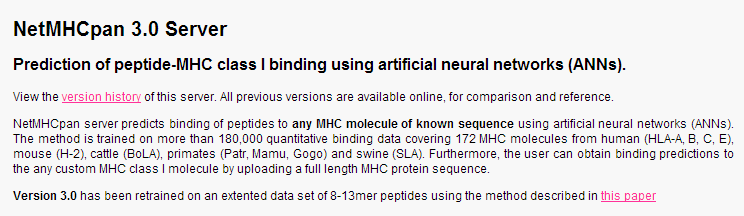 NetMHCpan 3.0 Server
Prediction of peptide-MHC class I binding using artificial neural networks (ANNs).
View the version history of this server. All previous versions are available online, for comparison and reference.
NetMHCpan server predicts binding of peptides to any MHC molecule of known sequence using artificial neural networks (ANNs).
The method is trained on more than 180,000 quantitative binding data covering 172 MHC molecules from human (HLA-A, B, C, E),
mouse (H-2), cattle (BoLA), primates (Patr, Mamu, Gogo) and swine (SLA). Furthermore, the user can obtain binding predictions to
the any custom MHC class I molecule by uploading a full length MHC protein sequence.
Version 3.0 has been retrained on an extented data set of 8-13mer peptides using the method described in this paper